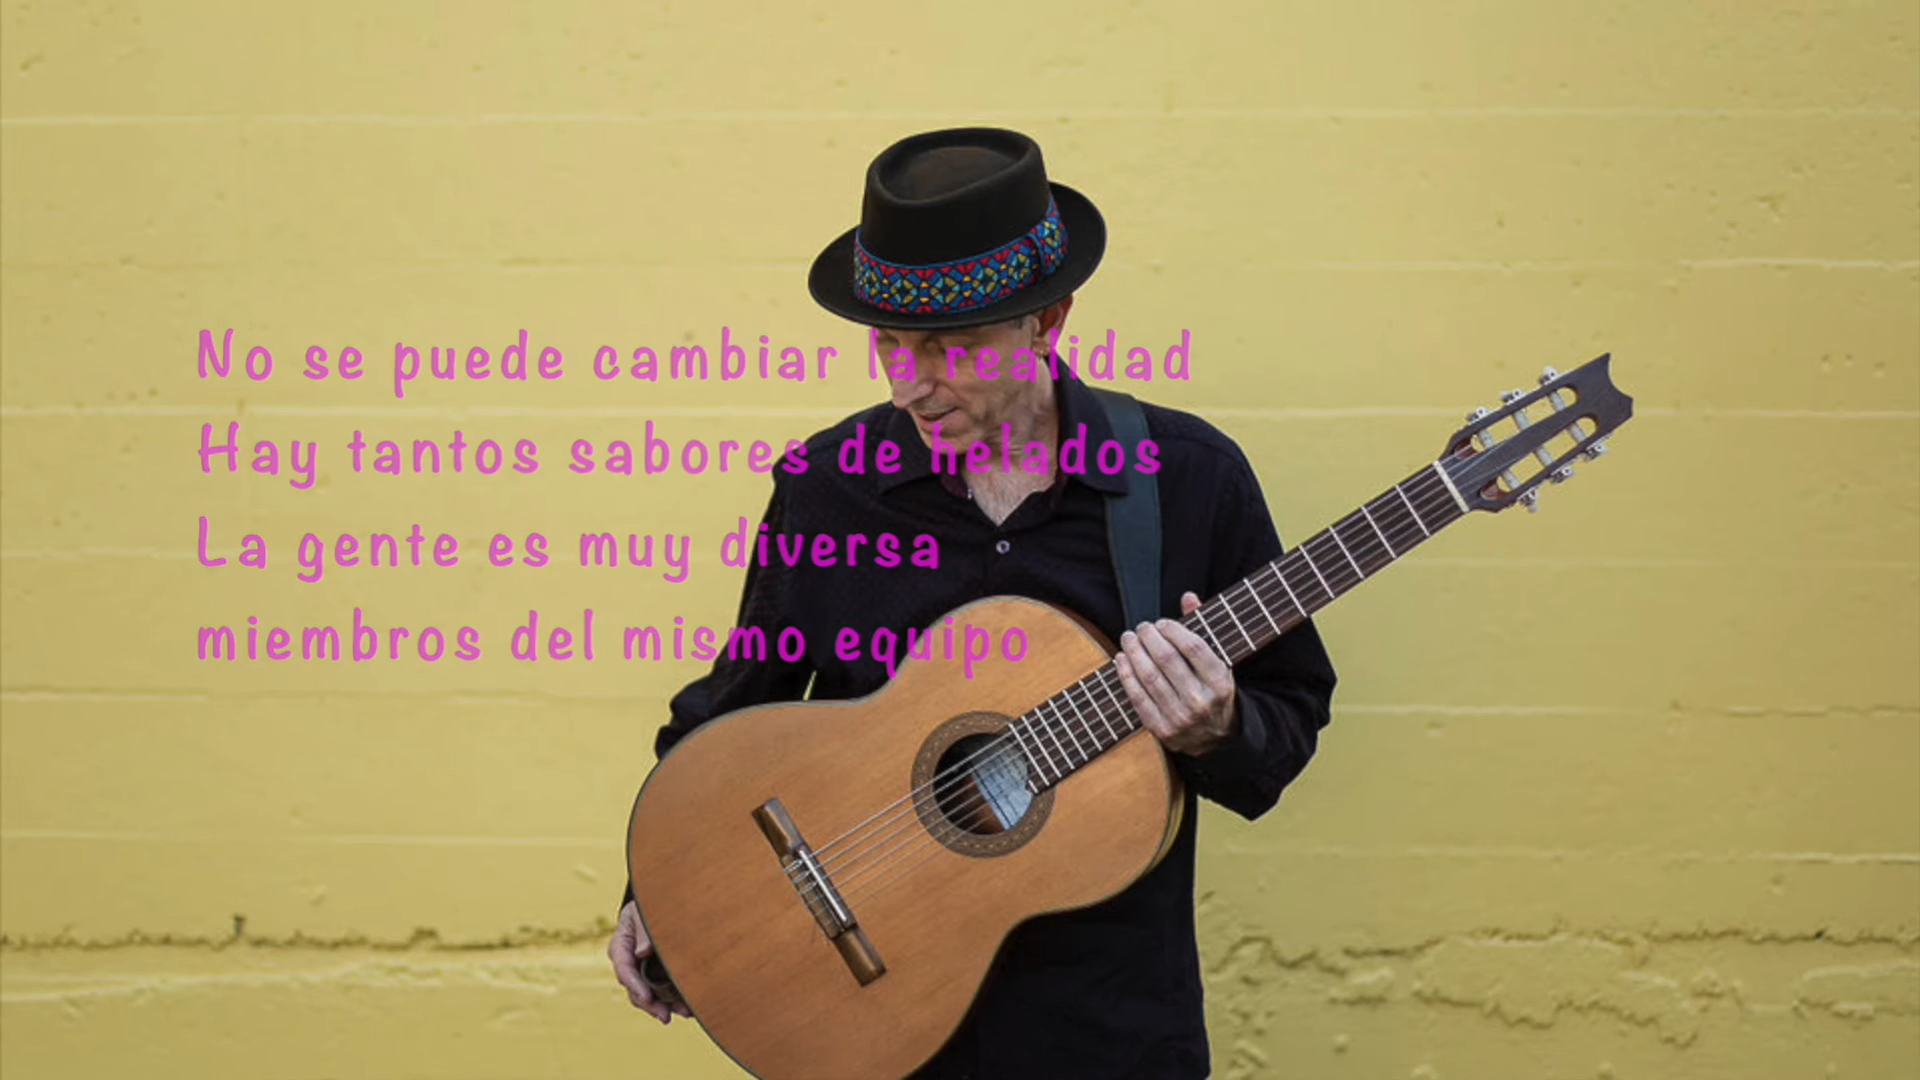 No se puede cambiar la realidad
Hay tantos sabores de helados
La gente es muy diversa
miembros del mismo equipo